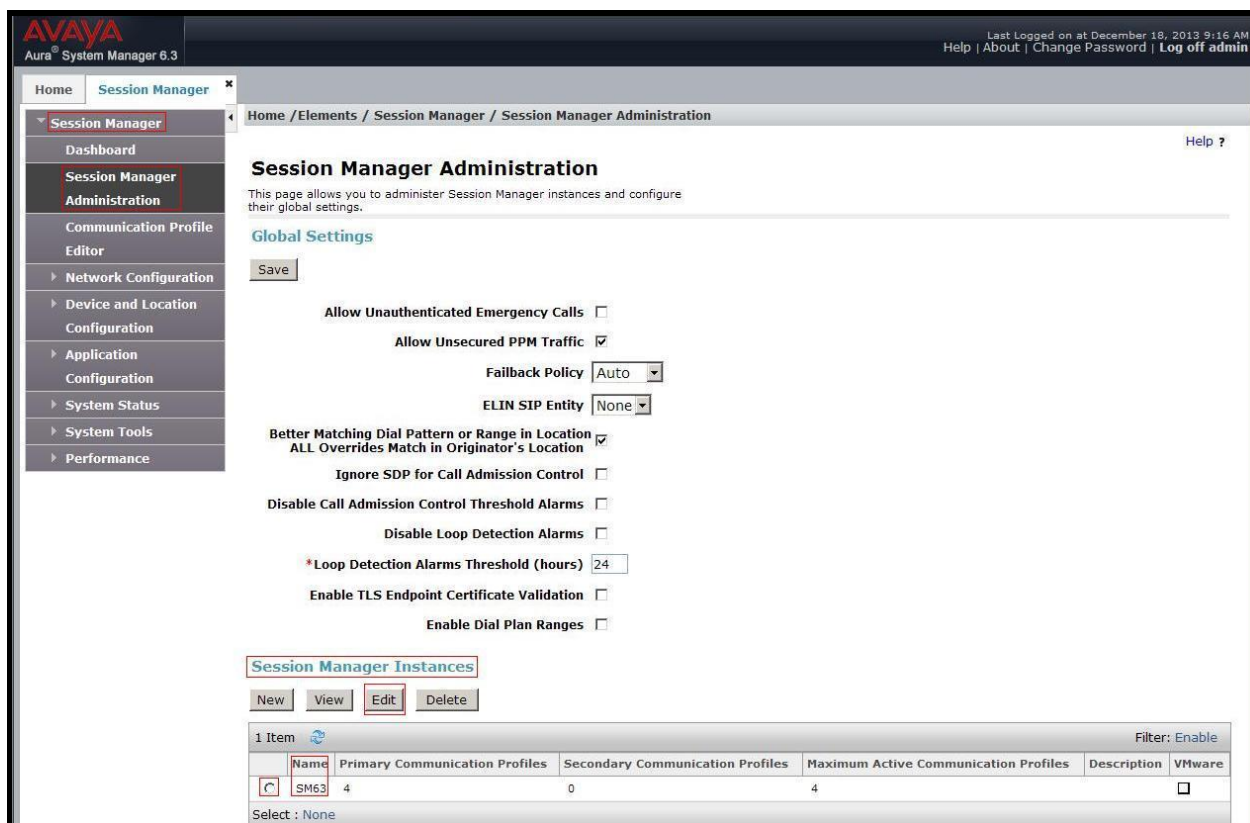 AVAYA
Aura® System Manager 6.3
Last Logged on at December 18, 2013 9:16 AM
Help | About | Change Password | Log off admin
Home
Session Manager
Session Manager
Dashboard
Session Manager
Administration
Communication Profile
Editor
Network Configuration
Device and Location
Configuration
Application
Configuration
System Status
System Tools
Performance
Home /Elements / Session Manager / Session Manager Administration
Help ?
Session Manager Administration
This page allows you to administer Session Manager instances and configure
their global settings.
Global Settings
Save
Allow Unauthenticated Emergency Calls
Allow Unsecured PPM Traffic
Failback Policy Auto
ELIN SIP Entity None
Better Matching Dial Pattern or Range in Location
ALL Overrides Match in Originator's Location
Ignore SDP for Call Admission Control
Disable Call Admission Control Threshold Alarms
Disable Loop Detection Alarms
*Loop Detection Alarms Threshold (hours) 24
Enable TLS Endpoint Certificate Validation
Enable Dial Plan Ranges
Session Manager Instances
New View Edit Delete
1 Item Filter: Enable
Name Primary Communication Profiles Secondary Communication Profiles Maximum Active Communication Profiles Description VMware
SM63 4 0 4
Select : None